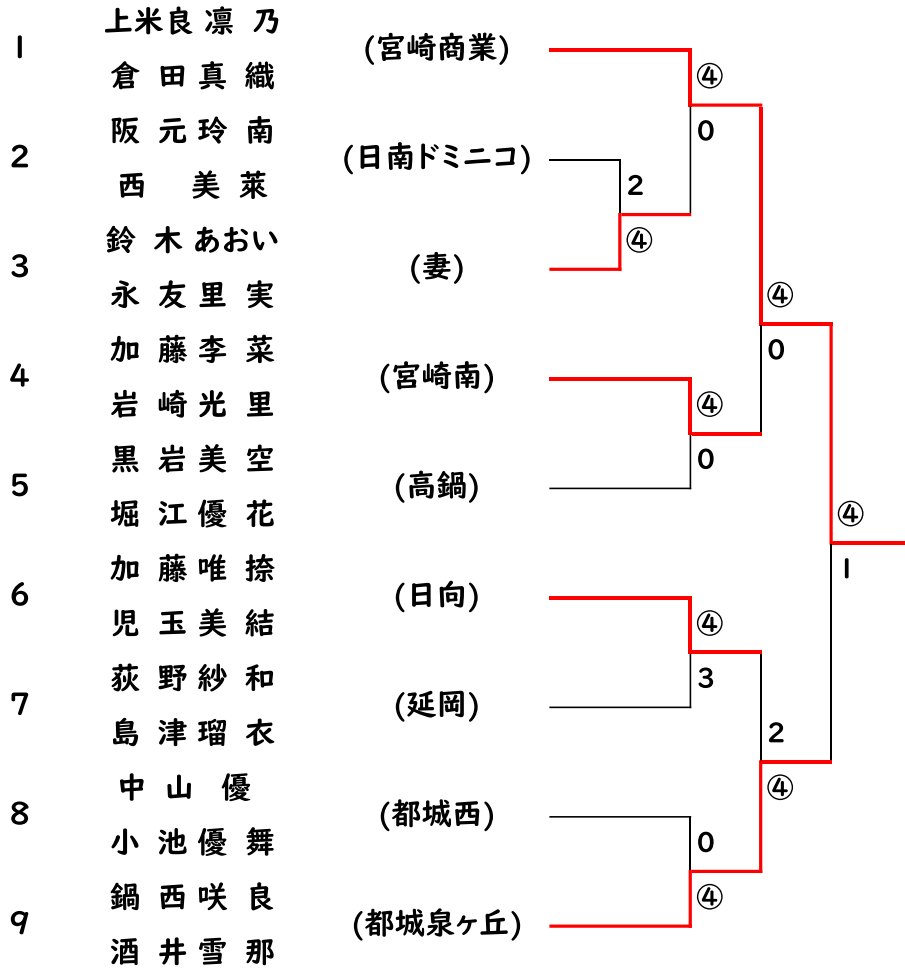 上米良 凛 乃
1 (宮崎商業)
倉 田 真 織
④
0
阪 元 玲 南
2 (日南ドミニコ)
西 美 萊
2
④
鈴 木 あおい
3 (妻)
永 友 里 実
④
0
加 藤 李 菜
4 (宮崎南)
岩 崎 光 里
④
0
黒 岩 美 空
5 (高鍋)
堀 江 優 花
④
1
加 藤 唯 捺
6 (日向)
児 玉 美 結
④
3
荻 野 紗 和
7 (延岡)
島 津 瑠 衣
2
④
中 山 優
8 (都城西)
小 池 優 舞
0
④
鍋 西 咲 良
9 (都城泉ヶ丘)
酒 井 雪 那